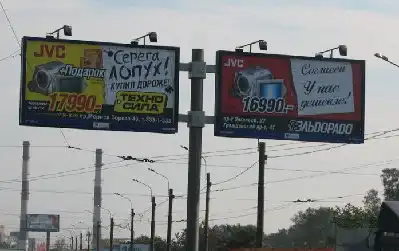 JVC
Подарок
Серега
ЛОПУХ!
КУПИЛ ДОРОЖЕ!
17990.-
ТЕХНО
СИЛА
JVC
Согласен
У нас
дешевле!
16990.-
ЭЛЬДОРАДО